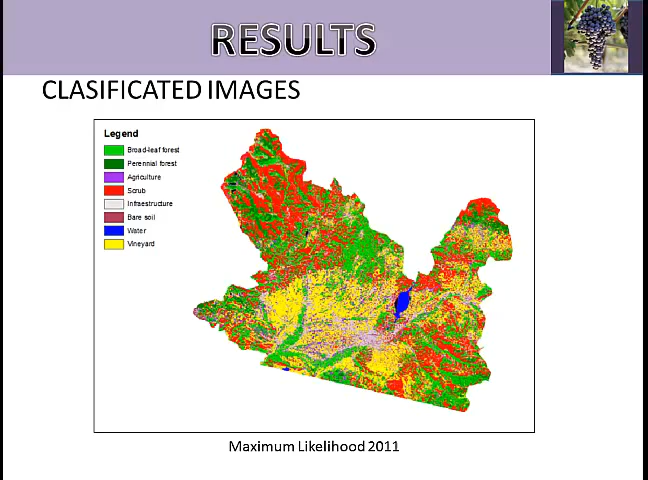 RESULTS
CLASIFICATED IMAGES
Legend
Broad-leaf forest
Perennial forest
Agriculture
Scrub
Infraestructure
Bare soil
Water
Vineyard
Maximum Likelihood 2011